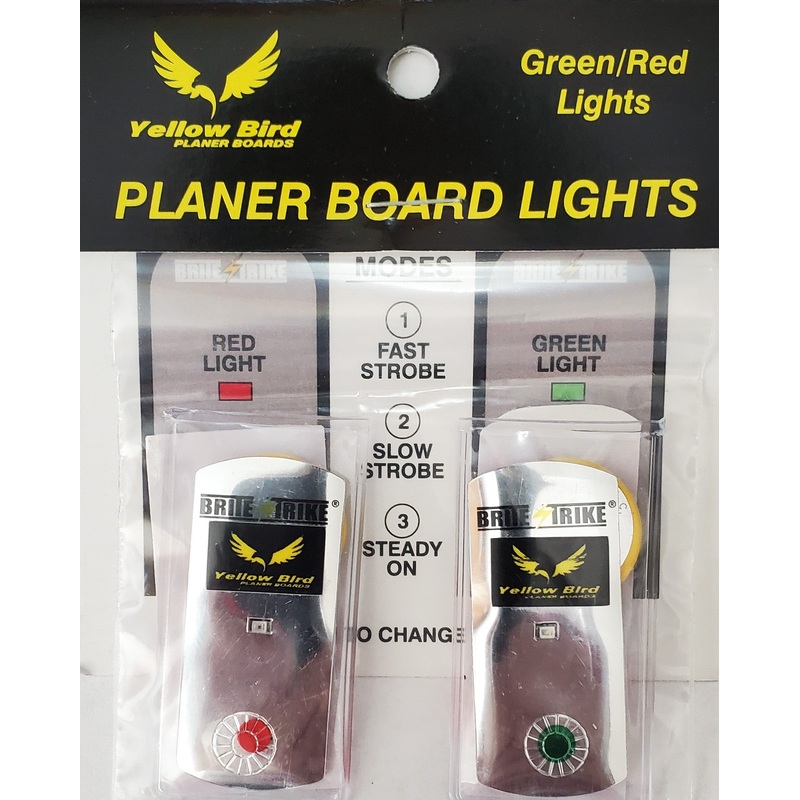 Yellow Bird
PLANER BOARDS
Green/Red
Lights
PLANER BOARD LIGHTS
BRITE STRIKE
MODES
BRITE STRIKE
RED
LIGHT
1
FAST
STROBE
GREEN
LIGHT
2
SLOW
STROBE
3
STEADY
ON
TO CHANGE
BRITE STRIKE®
Yellow Bird
PLANER BOARDS
BRITE STRIKE®
Yellow Bird
PLANER BOARDS